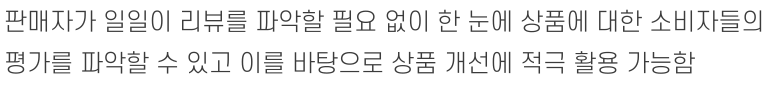 판매자가 일일이 리뷰를 파악할 필요 없이 한 눈에 상품에 대한 소비자들의
평가를 파악할 수 있고 이를 바탕으로 상품 개선에 적극 활용 가능함